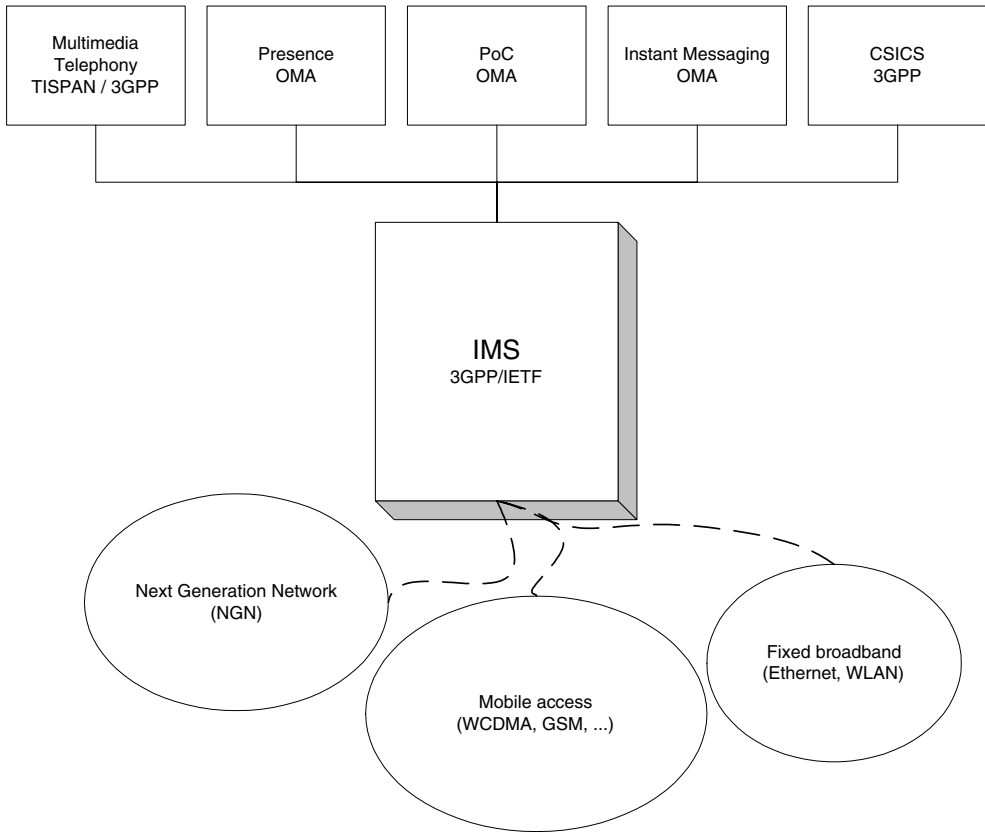 Multimedia
Telephony
TISPAN / 3GPP
Presence
OMA
PoC
OMA
Instant Messaging
OMA
CSICS
3GPP
IMS
3GPP/IETF
Next Generation Network
(NGN)
Mobile access
(WCDMA, GSM, ...)
Fixed broadband
(Ethernet, WLAN)